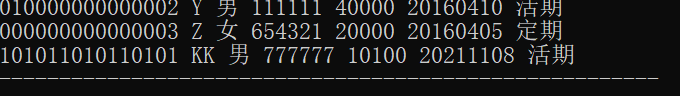 010000000000002 Y 男 111111 40000 20160410 活期
000000000000003 Z 女 654321 20000 20160405 定期
101011010110101 KK 男 777777 10100 20211108 活期
------------------------------------------------------------------